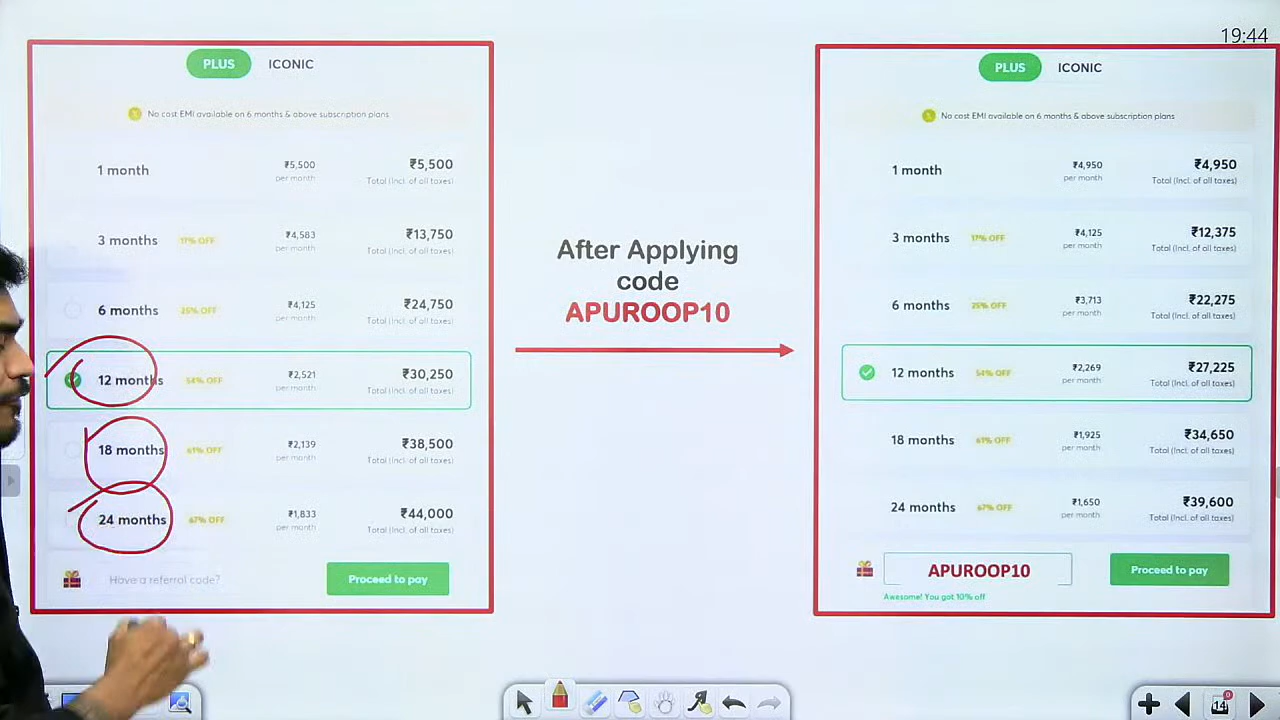 19:44
PLUS ICONIC
No cost EMI available on 6 months & above subscription plans
1 month ₹5,500 per month ₹5,500 Total (Incl. of all taxes)
3 months 17% OFF ₹4,583 per month ₹13,750 Total (Incl. of all taxes)
6 months 25% OFF ₹4,125 per month ₹24,750 Total (Incl. of all taxes)
12 months 54% OFF ₹2,521 per month ₹30,250 Total (Incl. of all taxes)
18 months 61% OFF ₹2,139 per month ₹38,500 Total (Incl. of all taxes)
24 months 67% OFF ₹1,833 per month ₹44,000 Total (Incl. of all taxes)
Have a referral code? Proceed to pay
After Applying
code
APUROOP10
PLUS ICONIC
No cost EMI available on 6 months & above subscription plans
1 month ₹4,950 per month ₹4,950 Total (Incl. of all taxes)
3 months 17% OFF ₹4,125 per month ₹12,375 Total (Incl. of all taxes)
6 months 25% OFF ₹3,713 per month ₹22,275 Total (Incl. of all taxes)
12 months 54% OFF ₹2,269 per month ₹27,225 Total (Incl. of all taxes)
18 months 61% OFF ₹1,925 per month ₹34,650 Total (Incl. of all taxes)
24 months 67% OFF ₹1,650 per month ₹39,600 Total (Incl. of all taxes)
APUROOP10 Proceed to pay
Awesome! You got 10% off
14
0